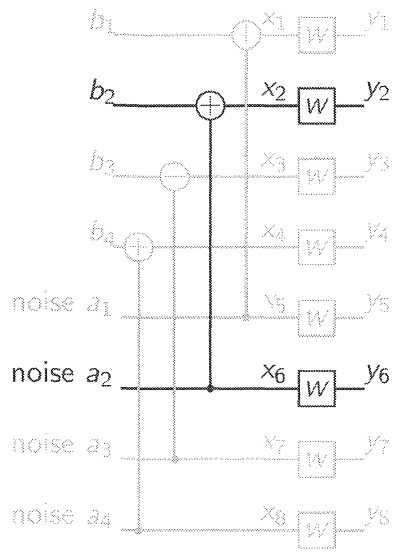 b₁ x₁ W y₁
b₂ x₂ W y₂
b₃ x₃ W y₃
b₄ x₄ W y₄
noise a₁ x₅ W y₅
noise a₂ x₆ W y₆
noise a₃ x₇ W y₇
noise a₄ x₈ W y₈